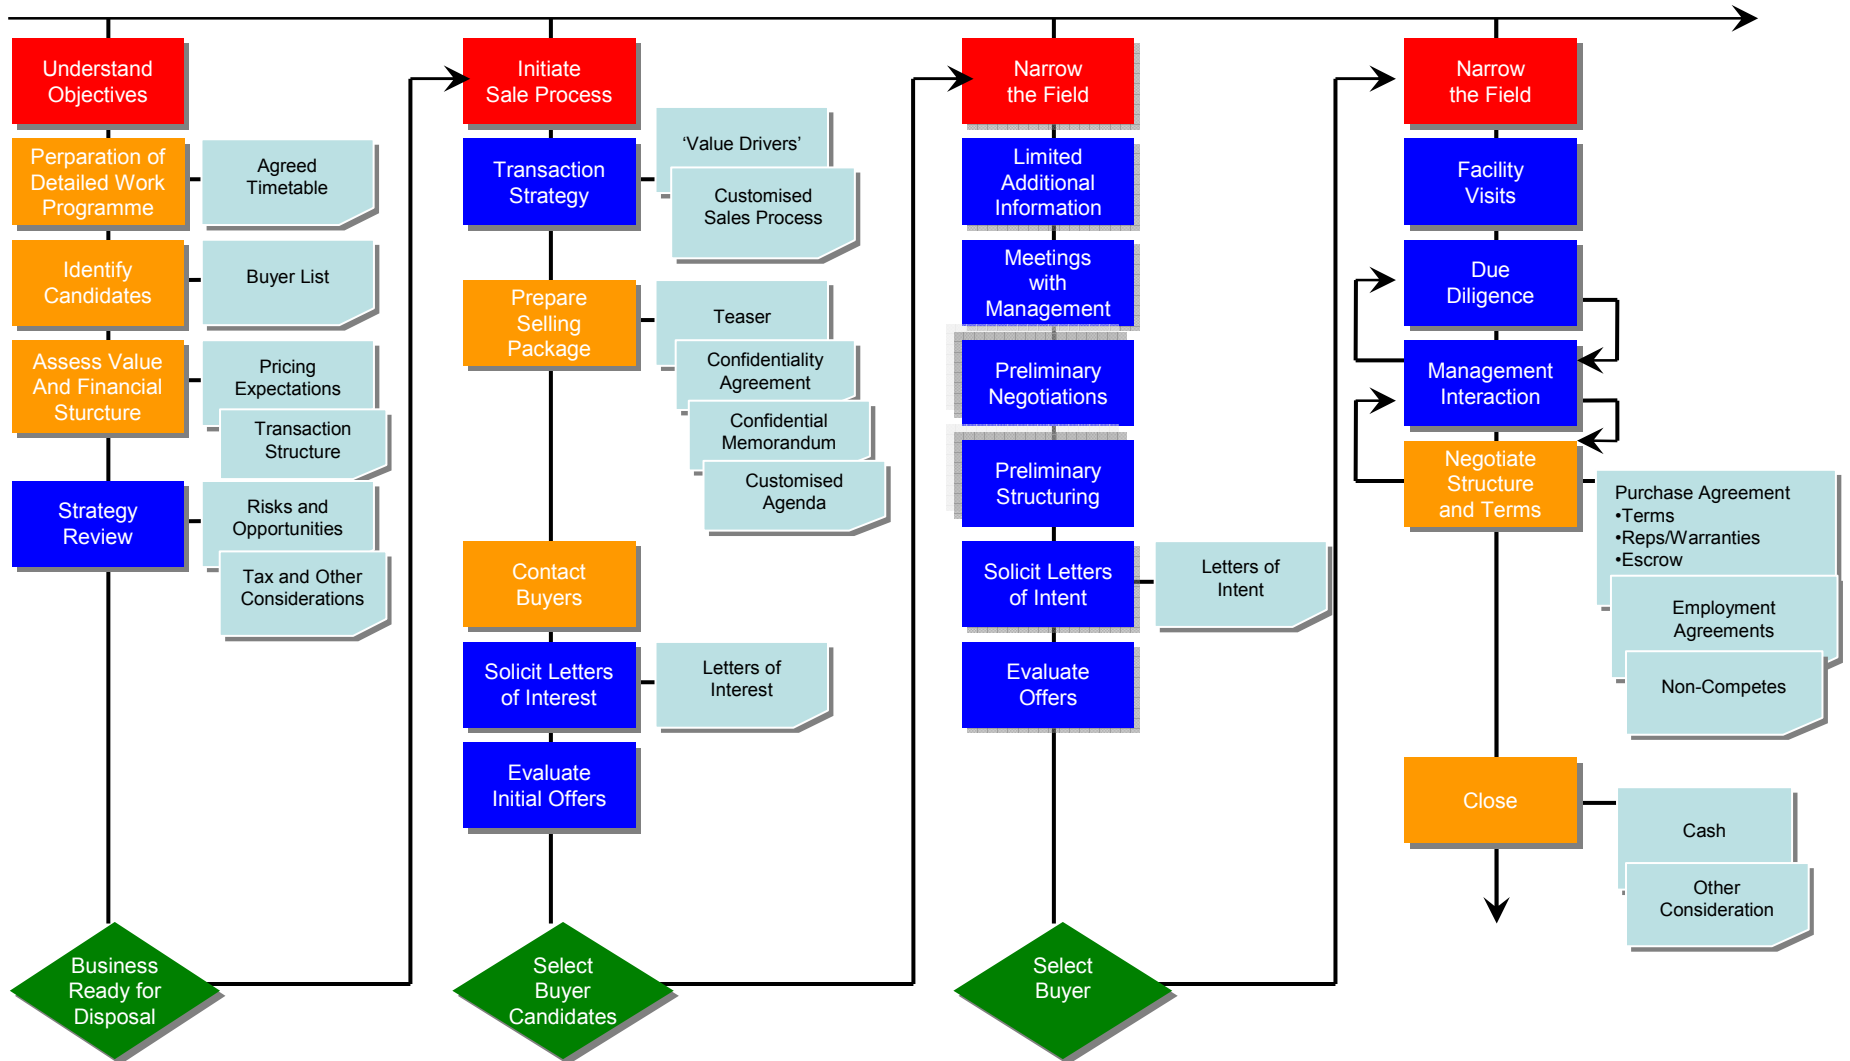 Understand
Objectives
Perparation of
Detailed Work
Programme
Agreed
Timetable
Identify
Candidates
Buyer List
Assess Value
And Financial
Sturcture
Pricing
Expectations
Transaction
Structure
Strategy
Review
Risks and
Opportunities
Tax and Other
Considerations
Business
Ready for
Disposal
Initiate
Sale Process
Transaction
Strategy
‘Value Drivers’
Customised
Sales Process
Prepare
Selling
Package
Teaser
Confidentiality
Agreement
Confidential
Memorandum
Customised
Agenda
Contact
Buyers
Solicit Letters
of Interest
Letters of
Interest
Evaluate
Initial Offers
Select
Buyer
Candidates
Narrow
the Field
Limited
Additional
Information
Meetings
with
Management
Preliminary
Negotiations
Preliminary
Structuring
Solicit Letters
of Intent
Letters of
Intent
Evaluate
Offers
Select
Buyer
Narrow
the Field
Facility
Visits
Due
Diligence
Management
Interaction
Negotiate
Structure
and Terms
Purchase Agreement
•Terms
•Reps/Warranties
•Escrow
Employment
Agreements
Non-Competes
Close
Cash
Other
Consideration